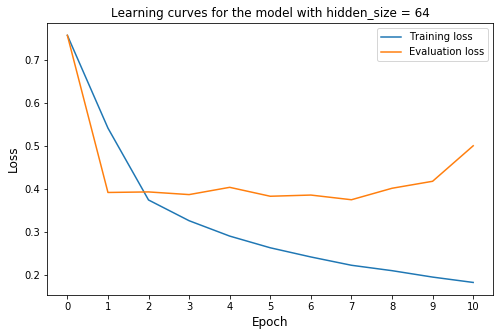 Learning curves for the model with hidden_size = 64
Training loss
Evaluation loss
Loss
0.7
0.6
0.5
0.4
0.3
0.2
0 1 2 3 4 5 6 7 8 9 10
Epoch